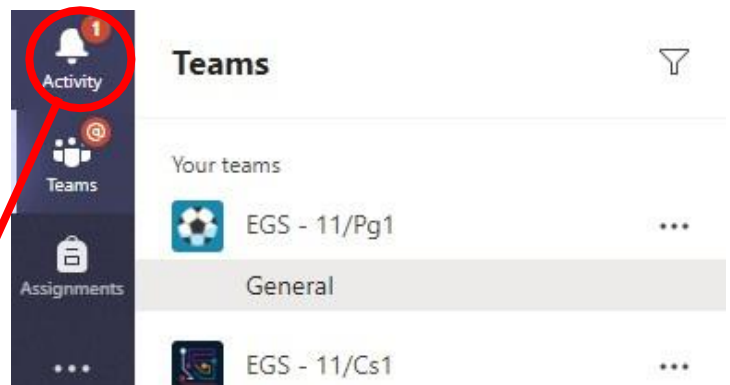 1
Activity
@
Teams
Assignments
...
Teams
Your teams
EGS - 11/Pg1 ...
General
EGS - 11/Cs1 ...